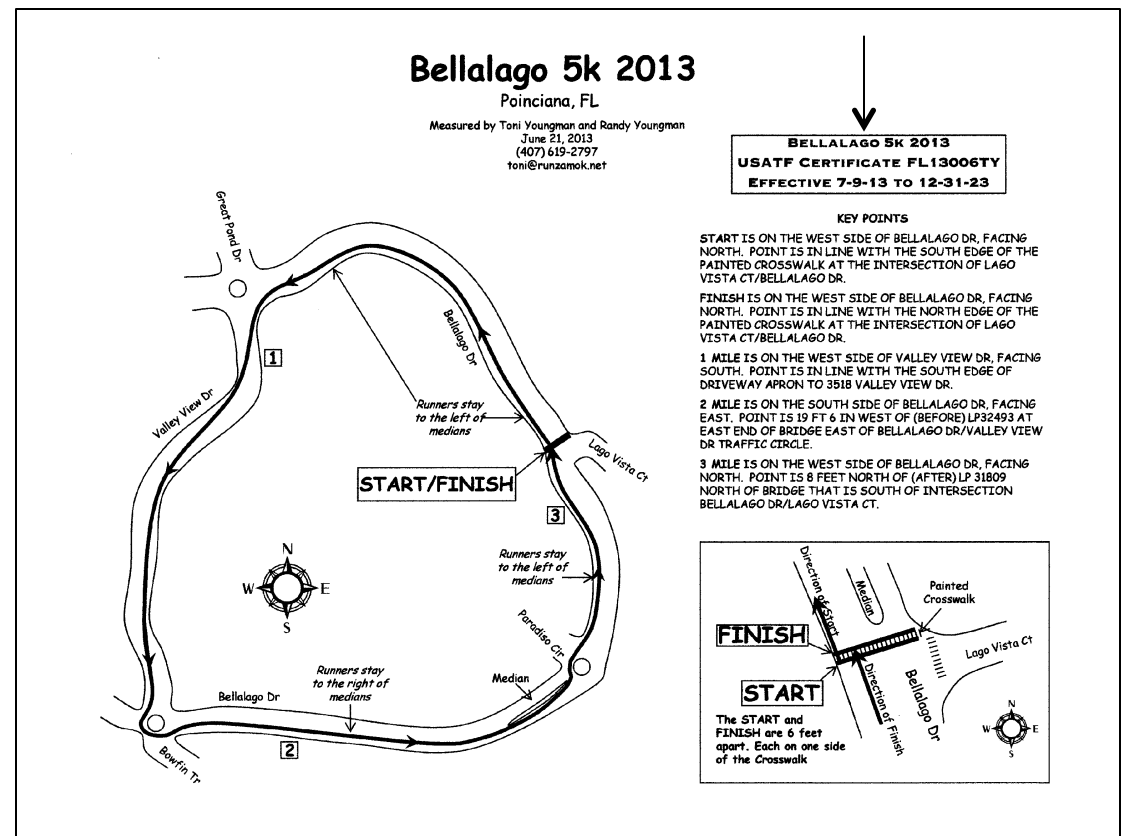 Bellalago 5k 2013
Poinciana, FL
Measured by Toni Youngman and Randy Youngman
June 21, 2013
(407) 619-2797
toni@runzamok.net
BELLALAGO 5K 2013
USATF CERTIFICATE FL13006TY
EFFECTIVE 7-9-13 TO 12-31-23
KEY POINTS
START IS ON THE WEST SIDE OF BELLALAGO DR, FACING
NORTH. POINT IS IN LINE WITH THE SOUTH EDGE OF THE
PAINTED CROSSWALK AT THE INTERSECTION OF LAGO
VISTA CT/BELLALAGO DR.
FINISH IS ON THE WEST SIDE OF BELLALAGO DR, FACING
NORTH. POINT IS IN LINE WITH THE NORTH EDGE OF THE
PAINTED CROSSWALK AT THE INTERSECTION OF LAGO
VISTA CT/BELLALAGO DR.
1 MILE IS ON THE WEST SIDE OF VALLEY VIEW DR, FACING
SOUTH. POINT IS IN LINE WITH THE SOUTH EDGE OF
DRIVEWAY APRON TO 3518 VALLEY VIEW DR.
2 MILE IS ON THE SOUTH SIDE OF BELLALAGO DR, FACING
EAST. POINT IS 19 FT 6 IN WEST OF (BEFORE) LP32493 AT
EAST END OF BRIDGE EAST OF BELLALAGO DR/VALLEY VIEW
DR TRAFFIC CIRCLE.
3 MILE IS ON THE WEST SIDE OF BELLALAGO DR, FACING
NORTH. POINT IS 8 FEET NORTH OF (AFTER) LP 31809
NORTH OF BRIDGE THAT IS SOUTH OF INTERSECTION
BELLALAGO DR/LAGO VISTA CT.
Great Pond Dr
Bellalago Dr
1
Valley View Dr
Runners stay
to the left of
medians
Lago Vista Ct
START/FINISH
3
Runners stay
to the left of
medians
N
W E
S
Paradiso Cir
Runners stay
to the right of
medians
Median
Bellalago Dr
2
Bowfin Tr
Direction of Start
Median
Painted
Crosswalk
FINISH
Lago Vista Ct
START
Direction of Finish
Bellalago Dr
The START and
FINISH are 6 feet
apart. Each on one side
of the Crosswalk
N
W E
S